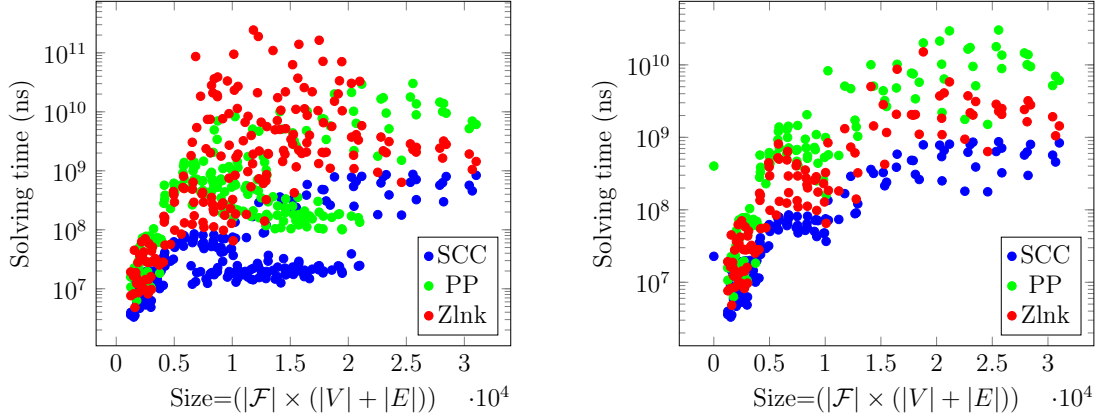 10^11
10^10
10^9
10^8
10^7
Solving time (ns)
SCC
PP
Zlnk
0 0.5 1 1.5 2 2.5 3
Size=(|ℱ| × (|V| + |E|)) ·10^4
10^10
10^9
10^8
10^7
Solving time (ns)
SCC
PP
Zlnk
0 0.5 1 1.5 2 2.5 3
Size=(|ℱ| × (|V| + |E|)) ·10^4